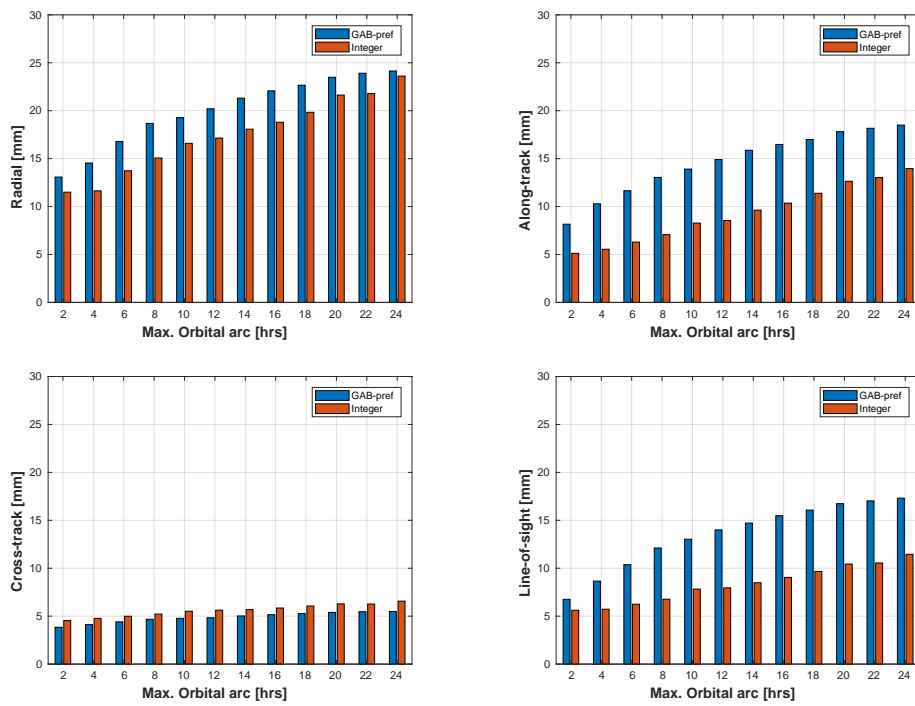 30
25
20
15
10
5
0
Radial [mm]
GAB-pref
Integer
2 4 6 8 10 12 14 16 18 20 22 24
Max. Orbital arc [hrs]
30
25
20
15
10
5
0
Along-track [mm]
GAB-pref
Integer
2 4 6 8 10 12 14 16 18 20 22 24
Max. Orbital arc [hrs]
30
25
20
15
10
5
0
Cross-track [mm]
GAB-pref
Integer
2 4 6 8 10 12 14 16 18 20 22 24
Max. Orbital arc [hrs]
30
25
20
15
10
5
0
Line-of-sight [mm]
GAB-pref
Integer
2 4 6 8 10 12 14 16 18 20 22 24
Max. Orbital arc [hrs]